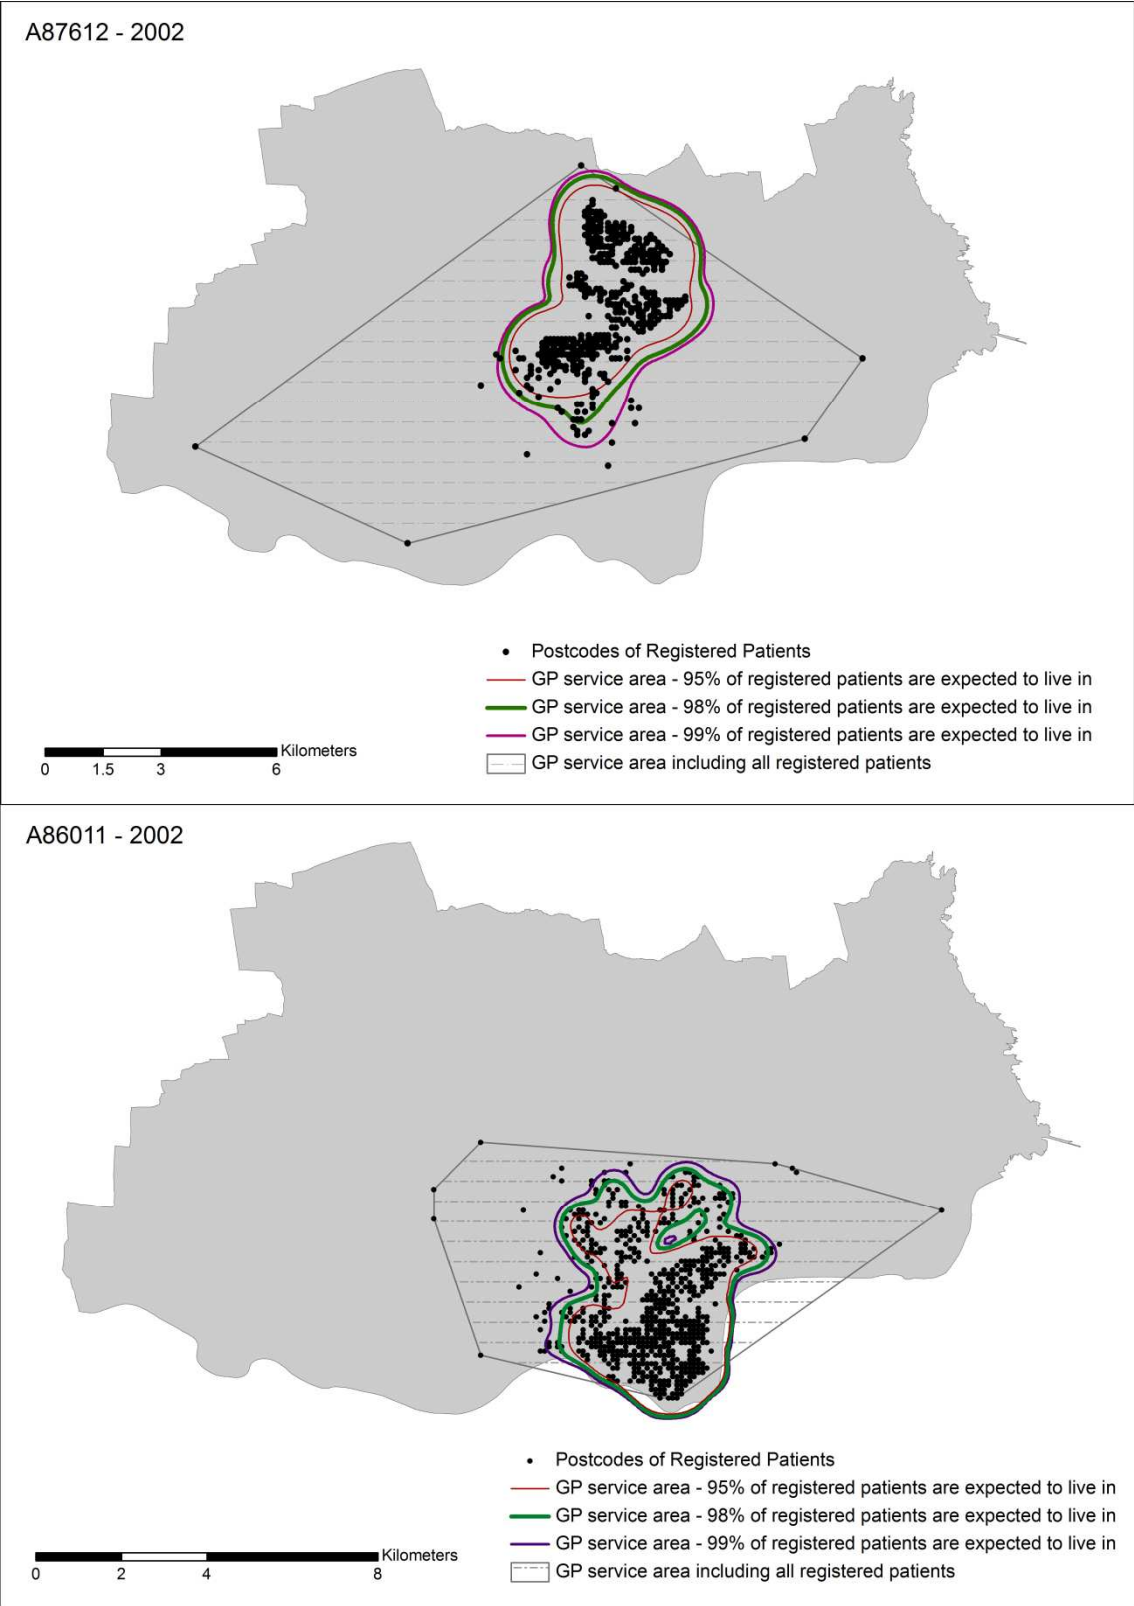 A87612 - 2002
Postcodes of Registered Patients
GP service area - 95% of registered patients are expected to live in
GP service area - 98% of registered patients are expected to live in
GP service area - 99% of registered patients are expected to live in
GP service area including all registered patients
Kilometers
0 1.5 3 6
A86011 - 2002
Postcodes of Registered Patients
GP service area - 95% of registered patients are expected to live in
GP service area - 98% of registered patients are expected to live in
GP service area - 99% of registered patients are expected to live in
GP service area including all registered patients
Kilometers
0 2 4 8